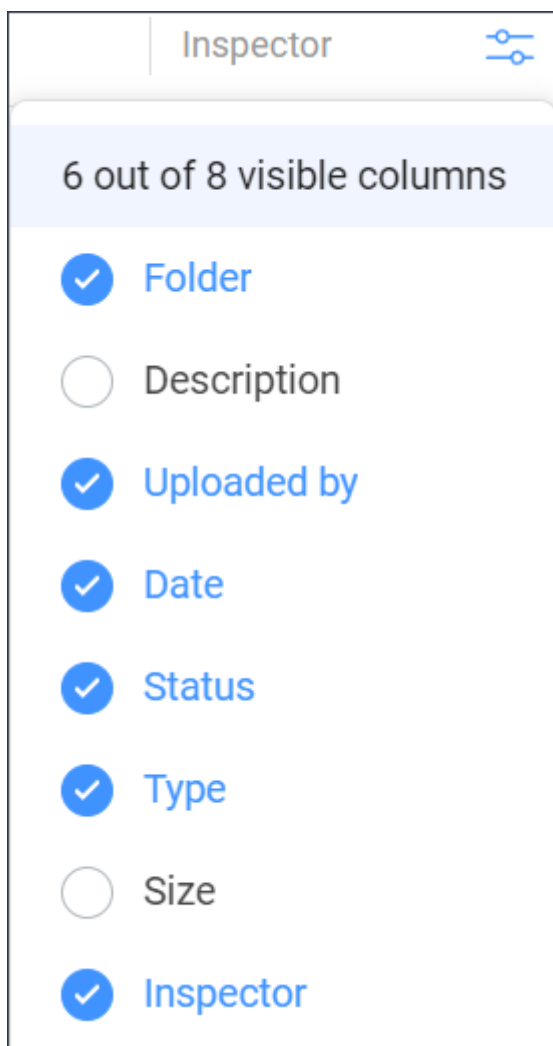 Inspector
6 out of 8 visible columns
Folder
Description
Uploaded by
Date
Status
Type
Size
Inspector